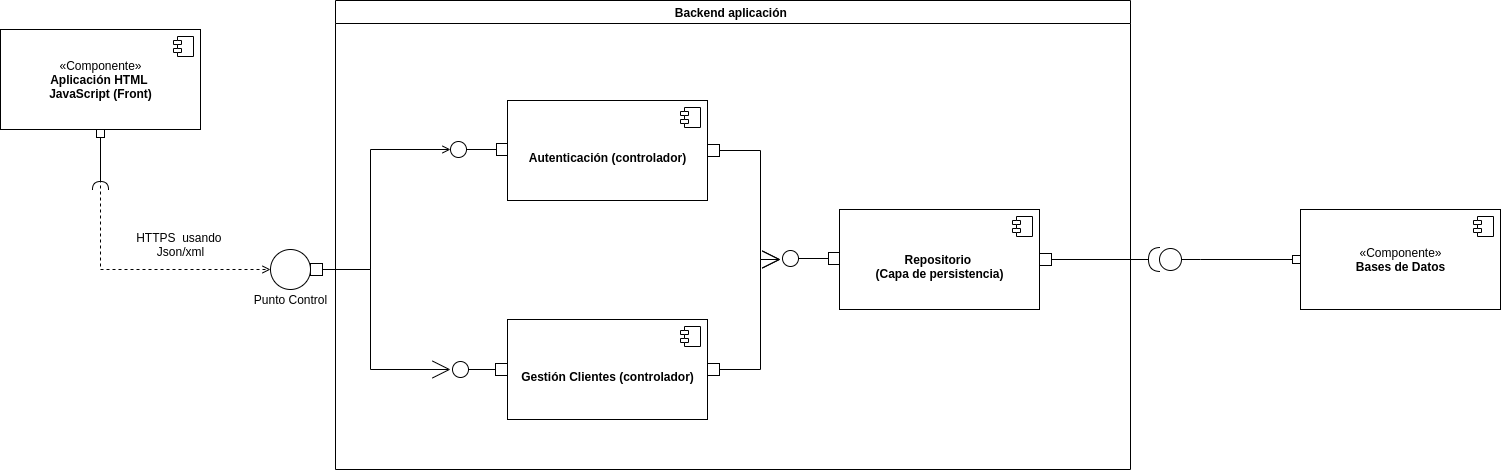 Backend aplicación
«Componente»
Aplicación HTML
JavaScript (Front)
Autenticación (controlador)
HTTPS usando
Json/xml
Punto Control
Repositorio
(Capa de persistencia)
«Componente»
Bases de Datos
Gestión Clientes (controlador)